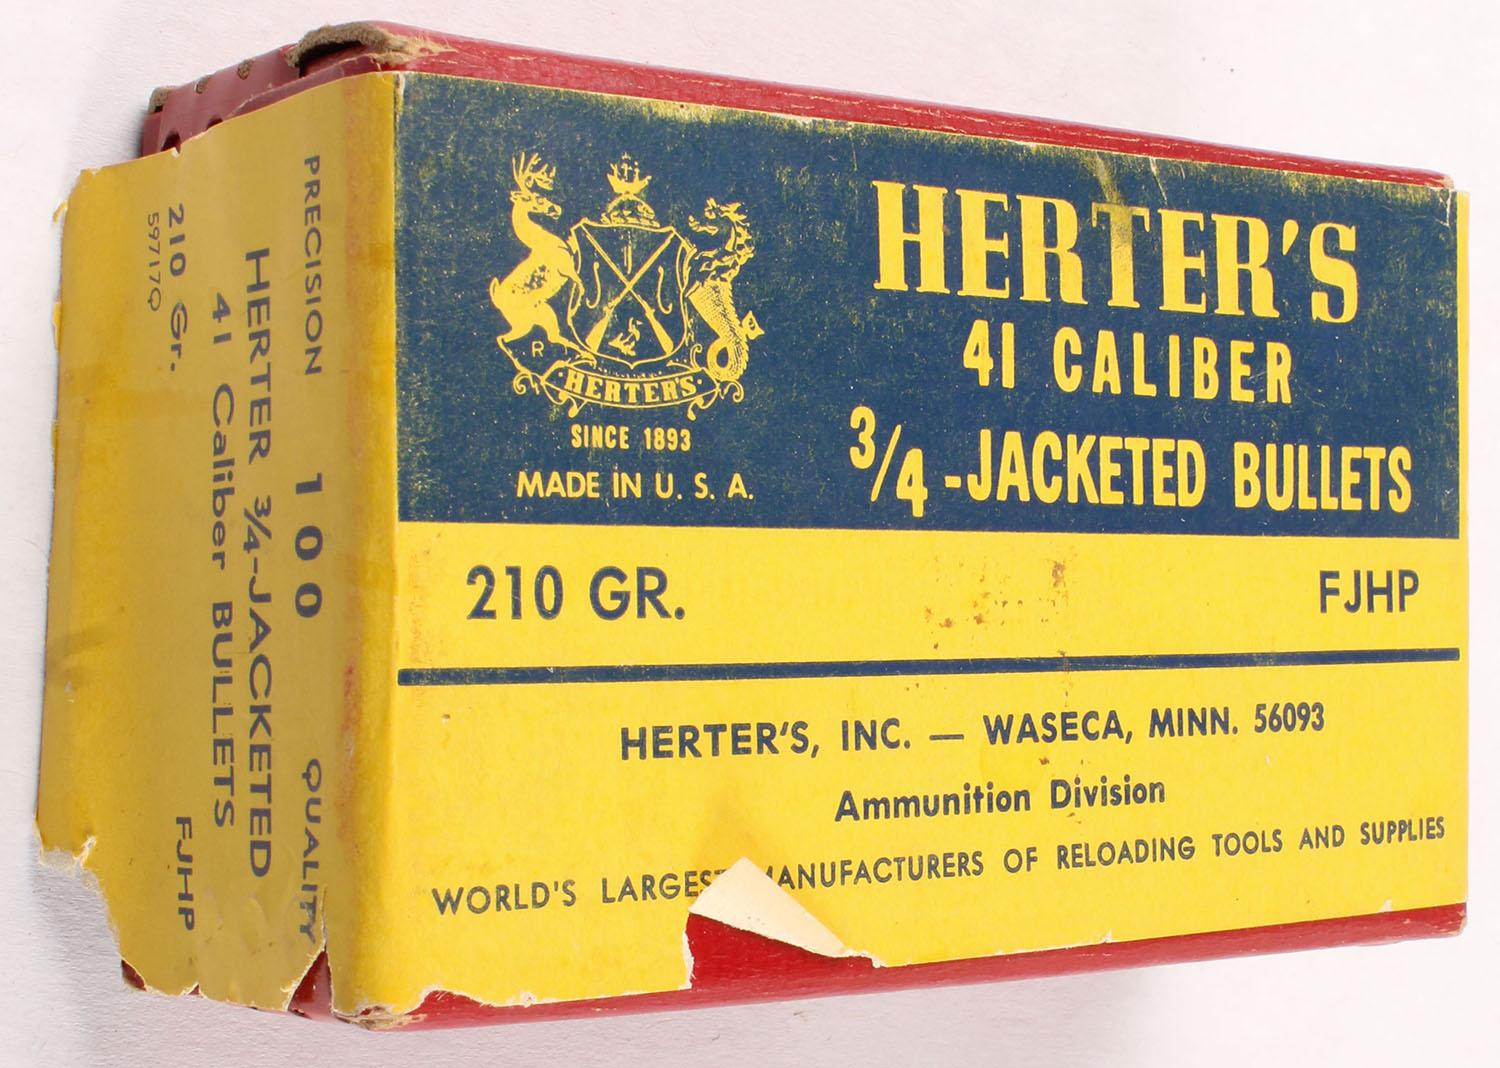 HERTER'S
41 CALIBER
3/4-JACKETED BULLETS
R
HERTER'S
SINCE 1893
MADE IN U. S. A.
210 GR. FJHP
HERTER'S, INC. — WASECA, MINN. 56093
Ammunition Division
WORLD'S LARGEST MANUFACTURERS OF RELOADING TOOLS AND SUPPLIES
PRECISION 100 QUALITY
HERTER 3/4-JACKETED
41 Caliber BULLETS
210 Gr. FJHP
59717Q